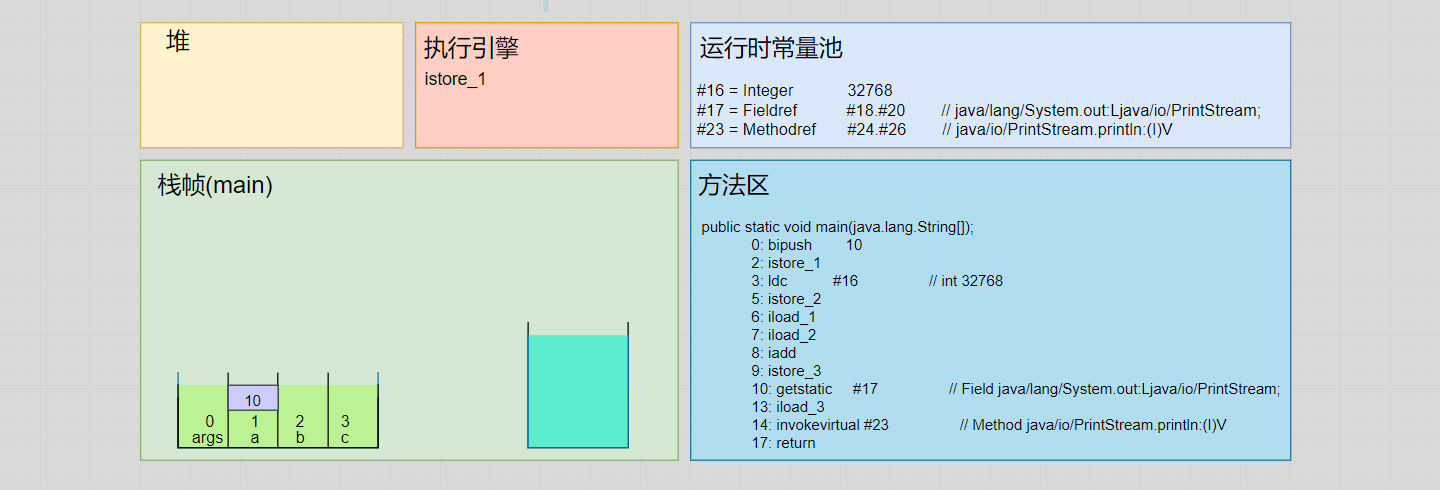 堆
执行引擎
istore_1
运行时常量池
#16 = Integer 32768
#17 = Fieldref #18.#20 // java/lang/System.out:Ljava/io/PrintStream;
#23 = Methodref #24.#26 // java/io/PrintStream.println:(I)V
栈帧(main)
10
0 1 2 3
args a b c
方法区
public static void main(java.lang.String[]);
0: bipush 10
2: istore_1
3: ldc #16 // int 32768
5: istore_2
6: iload_1
7: iload_2
8: iadd
9: istore_3
10: getstatic #17 // Field java/lang/System.out:Ljava/io/PrintStream;
13: iload_3
14: invokevirtual #23 // Method java/io/PrintStream.println:(I)V
17: return